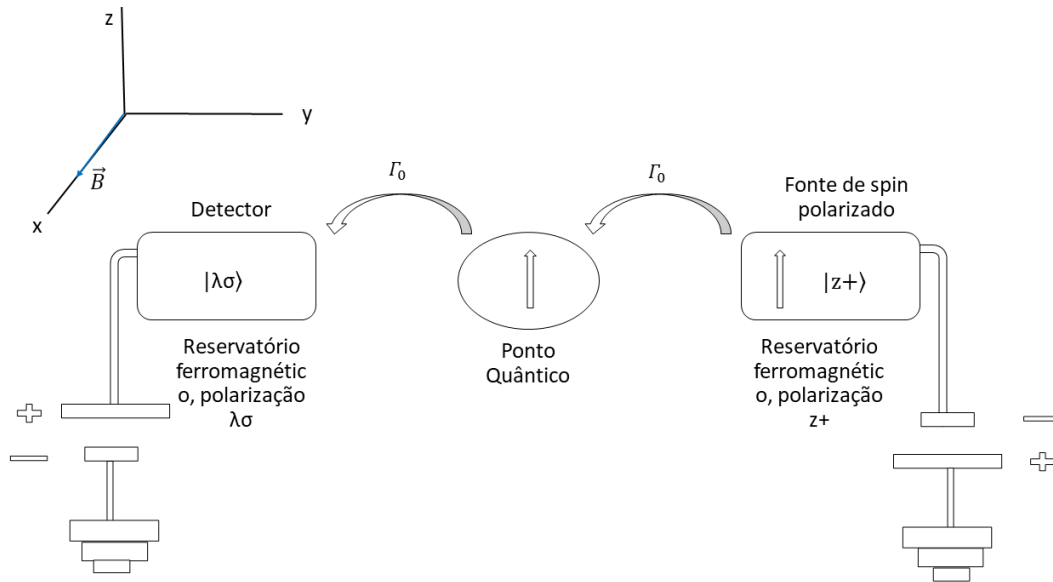 z
y
B⃗
x
Γ₀
Γ₀
Detector
Fonte de spin
polarizado
|λσ⟩
|z+⟩
Reservatório
ferromagnétic
o, polarização
λσ
Ponto
Quântico
Reservatório
ferromagnétic
o, polarização
z+